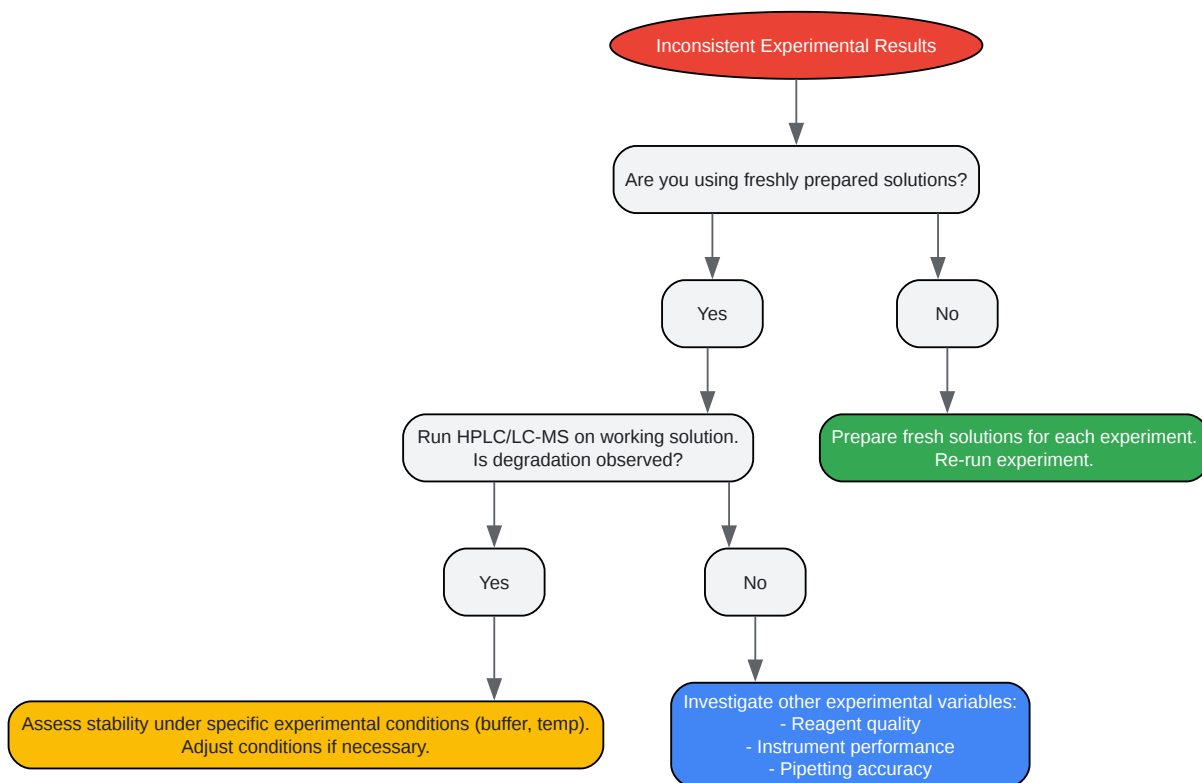 Inconsistent Experimental Results
Are you using freshly prepared solutions?
Yes
No
Run HPLC/LC-MS on working solution.
Is degradation observed?
Prepare fresh solutions for each experiment.
Re-run experiment.
Yes
No
Assess stability under specific experimental conditions (buffer, temp).
Adjust conditions if necessary.
Investigate other experimental variables:
- Reagent quality
- Instrument performance
- Pipetting accuracy